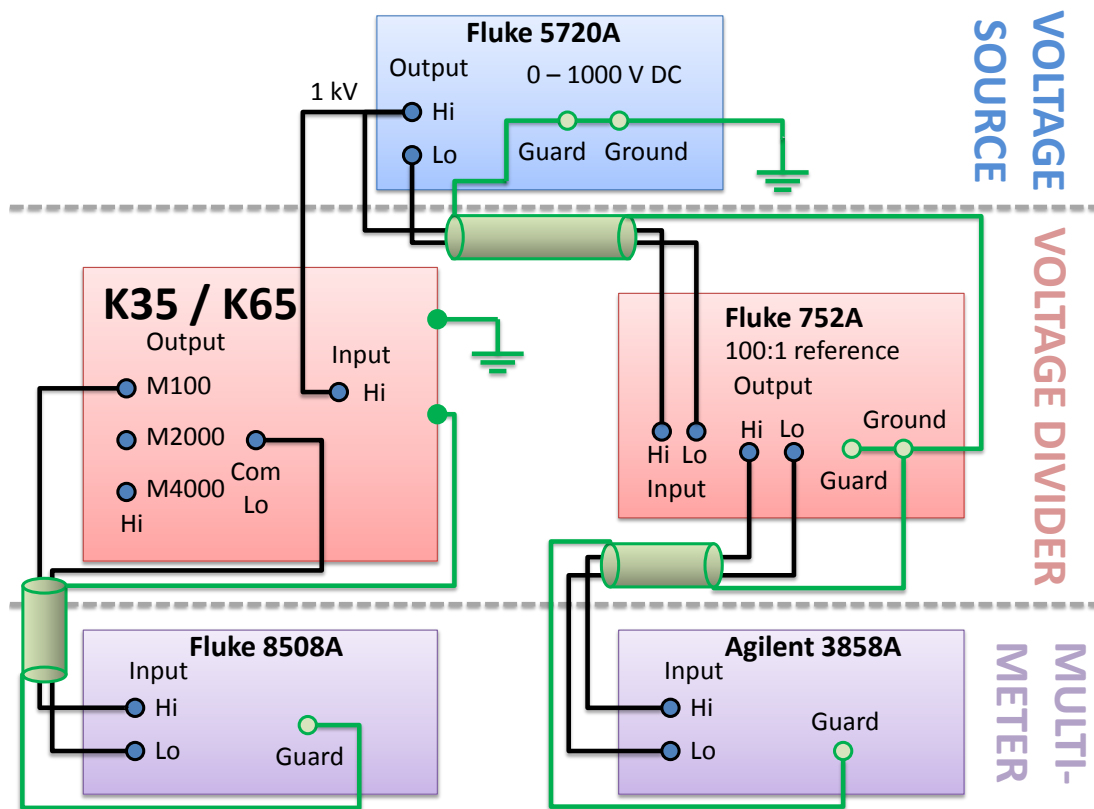 Fluke 5720A
Output
0 – 1000 V DC
1 kV
Hi
Lo
Guard
Ground
VOLTAGE
SOURCE
K35 / K65
Output
M100
M2000
M4000
Hi
Com
Lo
Input
Hi
Fluke 752A
100:1 reference
Output
Hi
Lo
Hi
Lo
Input
Ground
Guard
VOLTAGE DIVIDER
Fluke 8508A
Input
Hi
Lo
Guard
Agilent 3858A
Input
Hi
Lo
Guard
MULTI-
METER